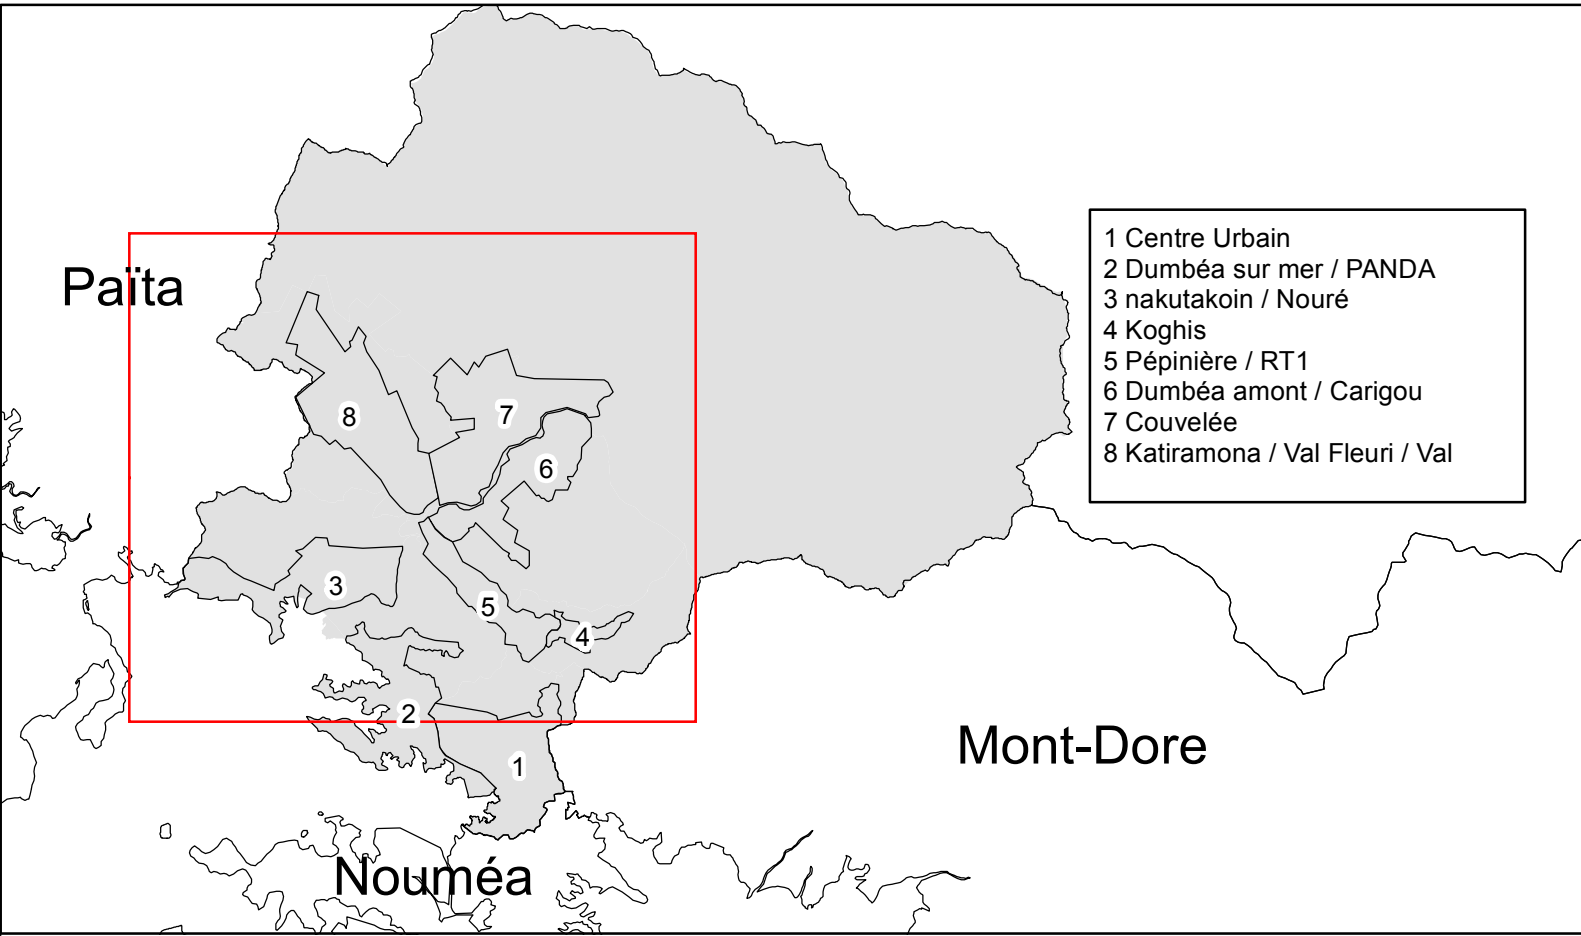 Païta
1 Centre Urbain
2 Dumbéa sur mer / PANDA
3 nakutakoin / Nouré
4 Koghis
5 Pépinière / RT1
6 Dumbéa amont / Carigou
7 Couvelée
8 Katiramona / Val Fleuri / Val
8
7
6
3
5
4
2
1
Mont-Dore
Nouméa